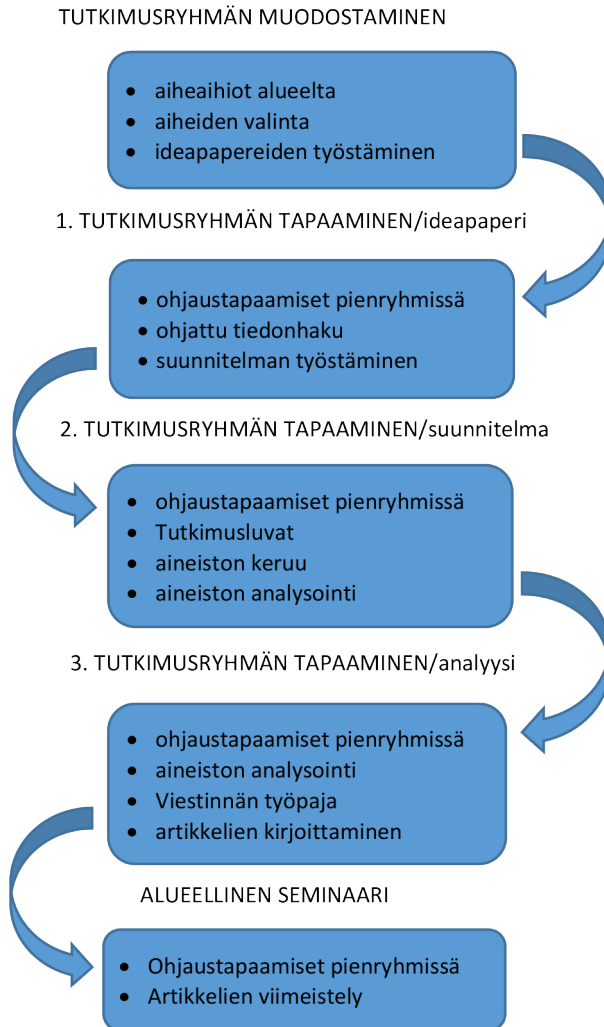 TUTKIMUSRYHMÄN MUODOSTAMINEN
• aiheaihiot alueelta
• aiheiden valinta
• ideapapereiden työstäminen
1. TUTKIMUSRYHMÄN TAPAAMINEN/ideapaperi
• ohjaustapaamiset pienryhmissä
• ohjattu tiedonhaku
• suunnitelman työstäminen
2. TUTKIMUSRYHMÄN TAPAAMINEN/suunnitelma
• ohjaustapaamiset pienryhmissä
• Tutkimusluvat
• aineiston keruu
• aineiston analysointi
3. TUTKIMUSRYHMÄN TAPAAMINEN/analyysi
• ohjaustapaamiset pienryhmissä
• aineiston analysointi
• Viestinnän työpaja
• artikkelien kirjoittaminen
ALUEELLINEN SEMINAARI
• Ohjaustapaamiset pienryhmissä
• Artikkelien viimeistely